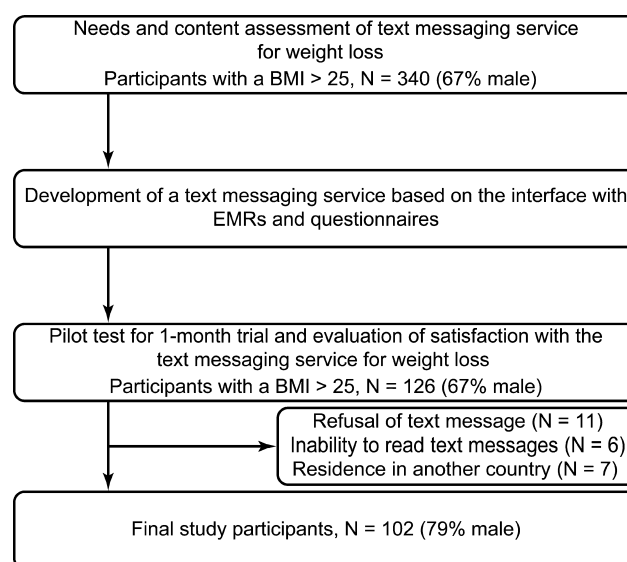 Needs and content assessment of text messaging service
for weight loss
Participants with a BMI > 25, N = 340 (67% male)
Development of a text messaging service based on the interface with
EMRs and questionnaires
Pilot test for 1-month trial and evaluation of satisfaction with the
text messaging service for weight loss
Participants with a BMI > 25, N = 126 (67% male)
Refusal of text message (N = 11)
Inability to read text messages (N = 6)
Residence in another country (N = 7)
Final study participants, N = 102 (79% male)